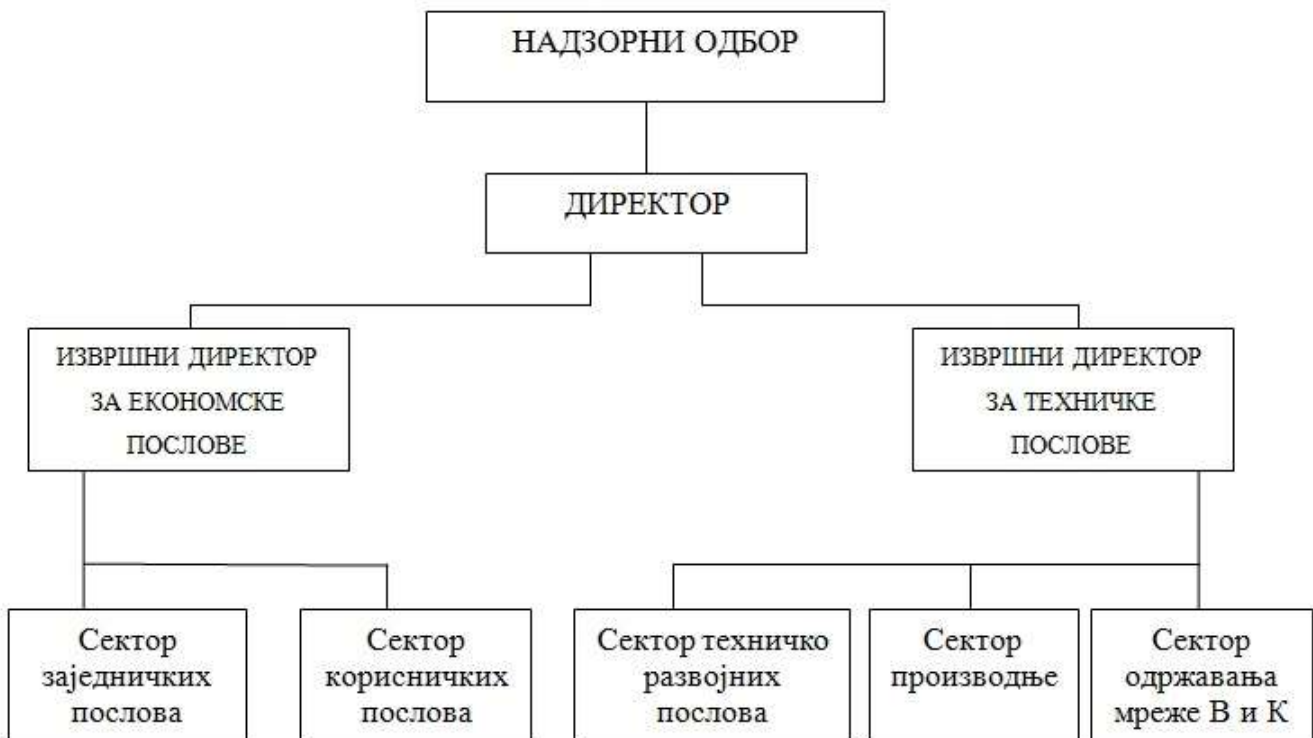 НАДЗОРНИ ОДБОР
ДИРЕКТОР
ИЗВРШНИ ДИРЕКТОР
ЗА ЕКОНОМСКЕ
ПОСЛОВЕ
ИЗВРШНИ ДИРЕКТОР
ЗА ТЕХНИЧКЕ
ПОСЛОВЕ
Сектор
заједничких
послова
Сектор
корисничких
послова
Сектор техничко
развојних
послова
Сектор
производње
Сектор
одржавања
мреже В и К